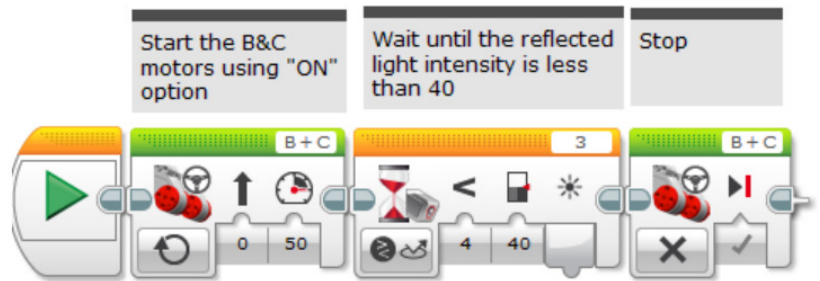 Start the B&C
motors using "ON"
option
Wait until the reflected
light intensity is less
than 40
Stop
B+C
0 50
3
<
4 40
B+C